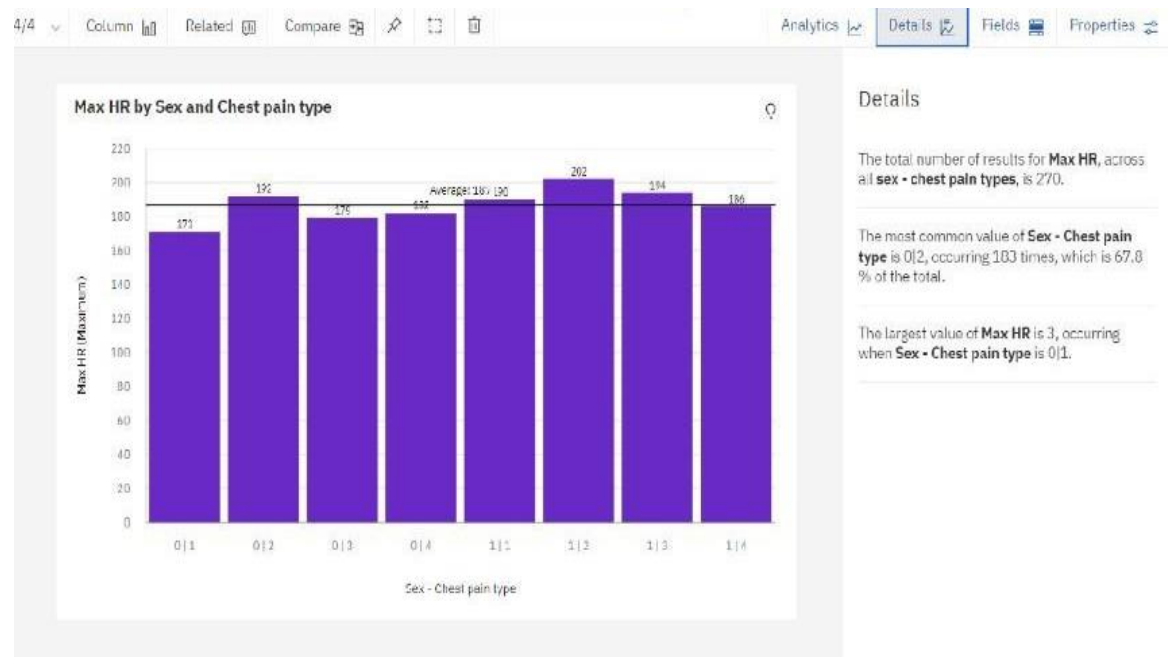 4/4 Column Related Compare Analytics Details Fields Properties
Max HR by Sex and Chest pain type
220
200
180
160
140
120
100
80
60
40
20
0
Max HR (Maximum)
171
192
179
182
Average: 187
190
202
194
186
0|1 0|2 0|3 0|4 1|1 1|2 1|3 1|4
Sex - Chest pain type
Details
The total number of results for Max HR, across
all sex - chest pain types, is 270.
The most common value of Sex - Chest pain
type is 0|2, occurring 183 times, which is 67.8
% of the total.
The largest value of Max HR is 3, occurring
when Sex - Chest pain type is 0|1.